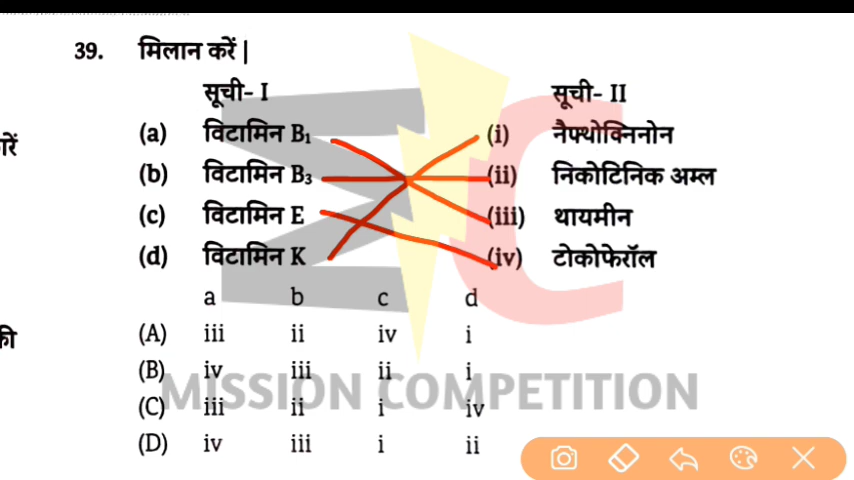 39. मिलान करें |
सूची- I सूची- II
(a) विटामिन B₁ (i) नैफ्थोक्निनोन
(b) विटामिन B₃ (ii) निकोटिनिक अम्ल
(c) विटामिन E (iii) थायमीन
(d) विटामिन K (iv) टोकोफेरॉल
a b c d
(A) iii ii iv i
(B) iv iii ii i
(C) iii ii i iv
(D) iv iii i ii
MISSION COMPETITION